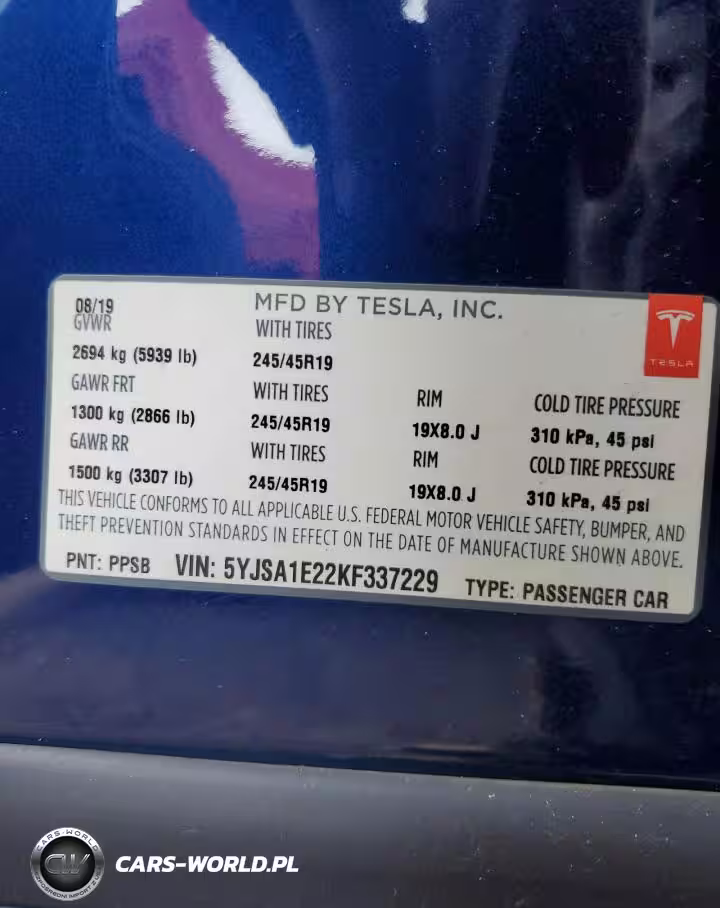 08/19 MFD BY TESLA, INC.
GVWR WITH TIRES
TESLA
2694 kg (5939 lb) 245/45R19
GAWR FRT WITH TIRES RIM COLD TIRE PRESSURE
1300 kg (2866 lb) 245/45R19 19X8.0 J 310 kPa, 45 psi
GAWR RR WITH TIRES RIM COLD TIRE PRESSURE
1500 kg (3307 lb) 245/45R19 19X8.0 J 310 kPa, 45 psi
THIS VEHICLE CONFORMS TO ALL APPLICABLE U.S. FEDERAL MOTOR VEHICLE SAFETY, BUMPER, AND
THEFT PREVENTION STANDARDS IN EFFECT ON THE DATE OF MANUFACTURE SHOWN ABOVE.
PNT: PPSB VIN: 5YJSA1E22KF337229 TYPE: PASSENGER CAR
CARS-WORLD
CW
CARS-WORLD.PL